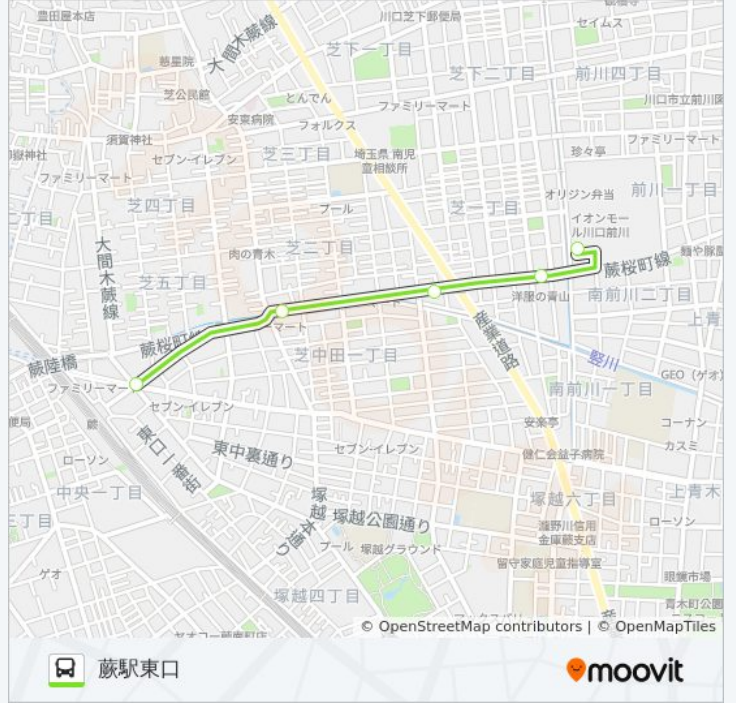 豊田屋本店
川口芝下郵便局
セイムス
大間木蕨線
芝下一丁目
慈星院
芝下二丁目
前川四丁目
芝公民館
とんでん
ファミリーマート
川口市立前川
安東病院
フォルクス
須賀神社
ファミリーマート
セブン-イレブン
芝三丁目
埼玉県 南児
童相談所
珍々亭
ファミリーマート
オリジン弁当
前川一丁目
芝四丁目
プール
芝一丁目
イオンモー
ル川口前川
大間木蕨線
肉の青木
芝二丁目
蕨桜町線
芝五丁目
洋服の青山
南前川二丁目
上青
産業道路
マート
蕨桜町
芝中田一丁目
竪川
蕨陸橋
ファミリーマー
GEO（ゲオ）
南前川一丁目
セブン-イレブン
便局
蕨
安楽亭
コーナン
東口一番街
東中裏通り
セブン-イレブン
カスミ
健仁会益子病院
ローソン
中央一丁目
塚越六丁目
上青木
三丁目
塚越本通り
塚越公園通り
瀧野川信用
金庫蕨支店
ローソン
プール
塚越グラウンド
留守家庭児童指導室
ゲオ
眼鏡市場
塚越四丁目
青木町公園
© OpenStreetMap contributors | © OpenMapTiles
蕨駅東口
moovit